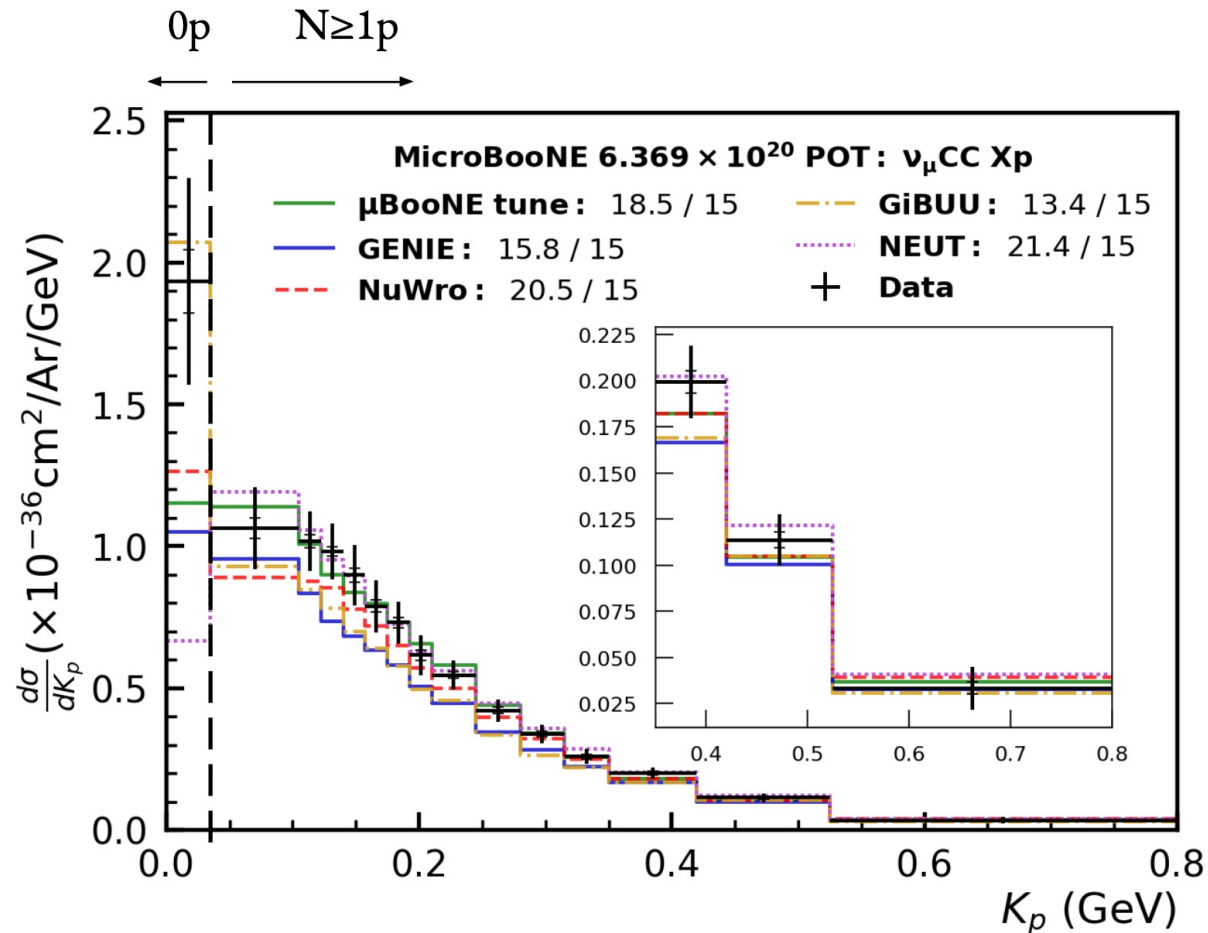 0p N≥1p
MicroBooNE 6.369 × 10²⁰ POT: νμCC Xp
μBooNE tune: 18.5 / 15
GENIE: 15.8 / 15
NuWro: 20.5 / 15
GiBUU: 13.4 / 15
NEUT: 21.4 / 15
Data
2.5
2.0
1.5
1.0
0.5
0.0
dσ/dKp (×10⁻³⁶cm²/Ar/GeV)
0.225
0.200
0.175
0.150
0.125
0.100
0.075
0.050
0.025
0.4 0.5 0.6 0.7 0.8
0.0 0.2 0.4 0.6 0.8
Kp (GeV)